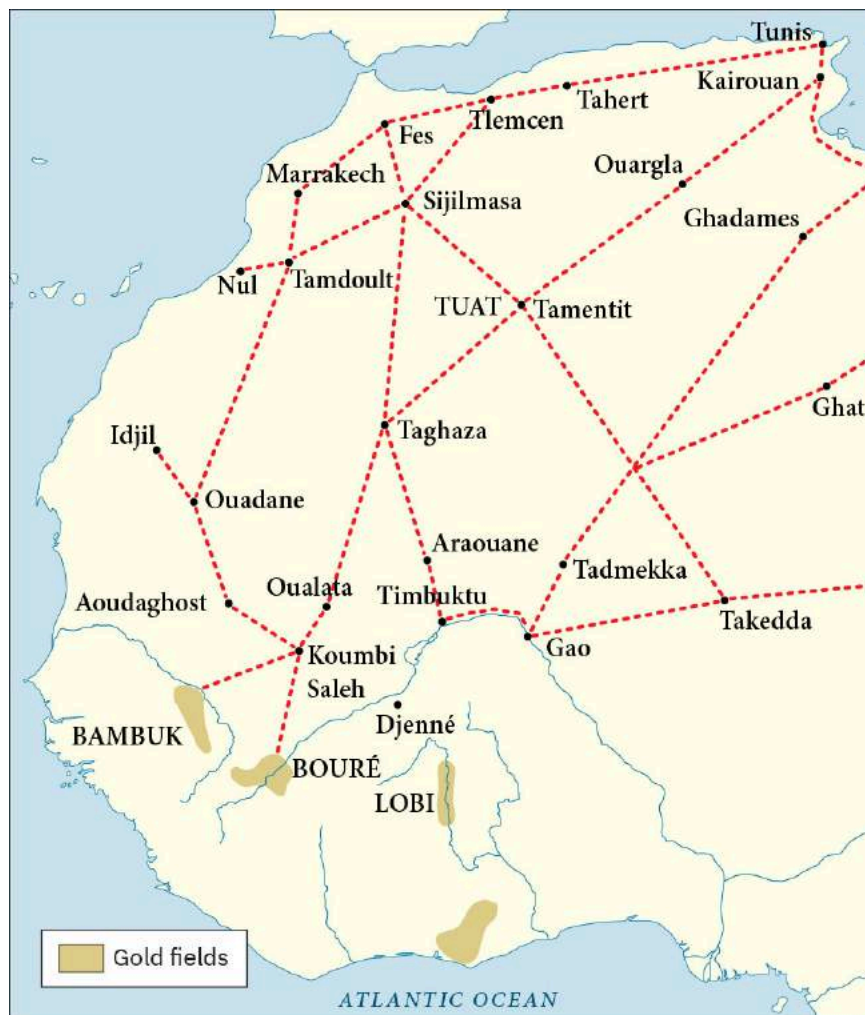 Tunis
Kairouan
Tahert
Tlemcen
Fes
Ouargla
Marrakech
Sijilmasa
Ghadames
Nul
Tamdoult
TUAT
Tamentit
Ghat
Taghaza
Idjil
Ouadane
Araouane
Tadmekka
Oualata
Aoudaghost
Timbuktu
Takedda
Gao
Koumbi
Saleh
Djenné
BAMBUK
BOURÉ
LOBI
Gold fields
ATLANTIC OCEAN